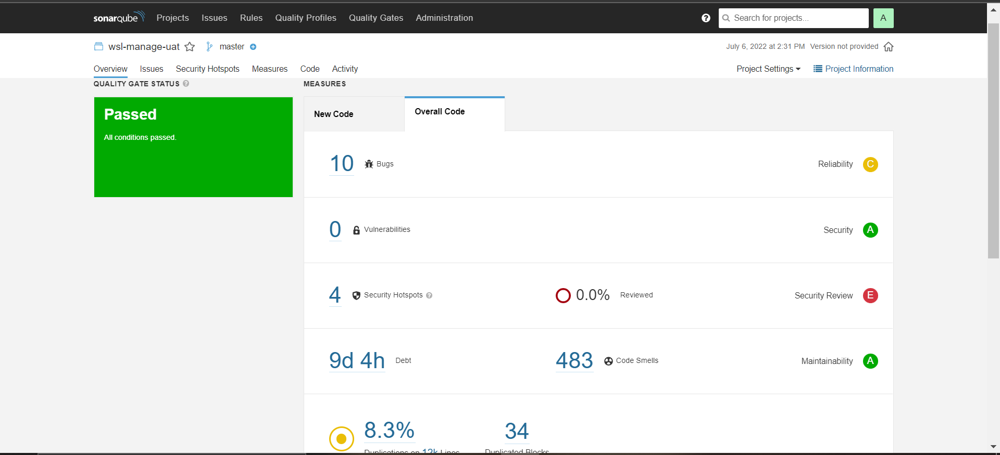 sonarqube Projects Issues Rules Quality Profiles Quality Gates Administration ? Search for projects... A
wsl-manage-uat master July 6, 2022 at 2:31 PM Version not provided
Overview Issues Security Hotspots Measures Code Activity Project Settings Project Information
QUALITY GATE STATUS ? MEASURES
Passed
All conditions passed.
New Code Overall Code
10 Bugs Reliability C
0 Vulnerabilities Security A
4 Security Hotspots ? 0.0% Reviewed Security Review E
9d 4h Debt 483 Code Smells Maintainability A
8.3% 34
Duplications on 12k Lines Duplicated Blocks